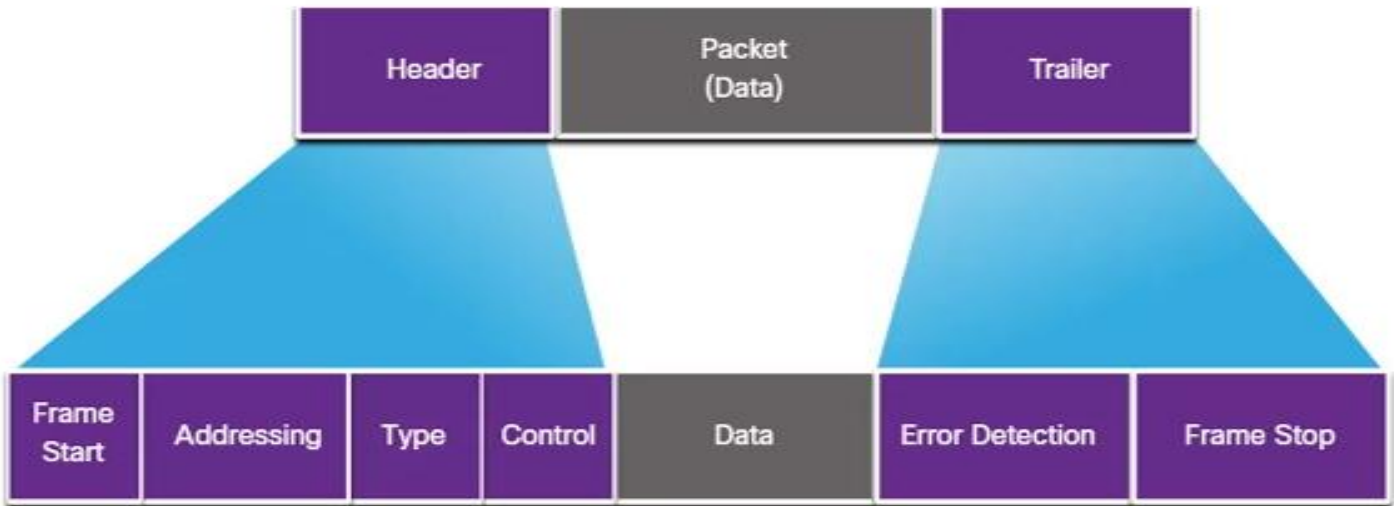 Header
Packet
(Data)
Trailer
Frame
Start
Addressing
Type
Control
Data
Error Detection
Frame Stop